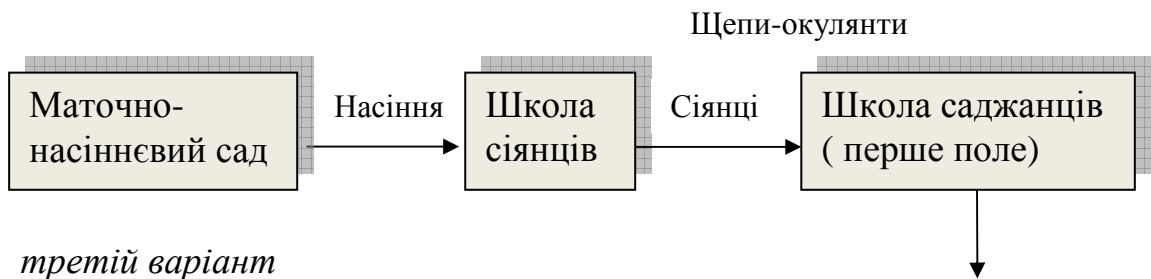 Щепи-окулянти
Маточно-
насіннєвий сад
Насіння
Школа
сіянців
Сіянці
Школа саджанців
( перше поле)
третій варіант